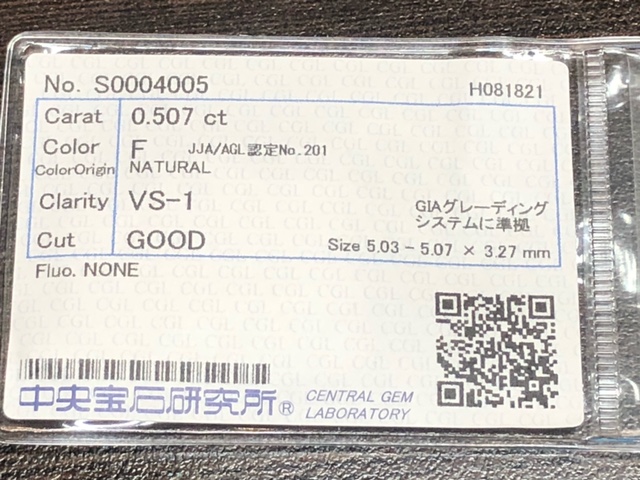 No. S0004005
H081821
Carat 0.507 ct
Color F JJA/AGL認定No.201
ColorOrigin NATURAL
Clarity VS-1
GIAグレーディング
システムに準拠
Cut GOOD
Size 5.03 - 5.07 × 3.27 mm
Fluo. NONE
中央宝石研究所®
CENTRAL GEM
LABORATORY